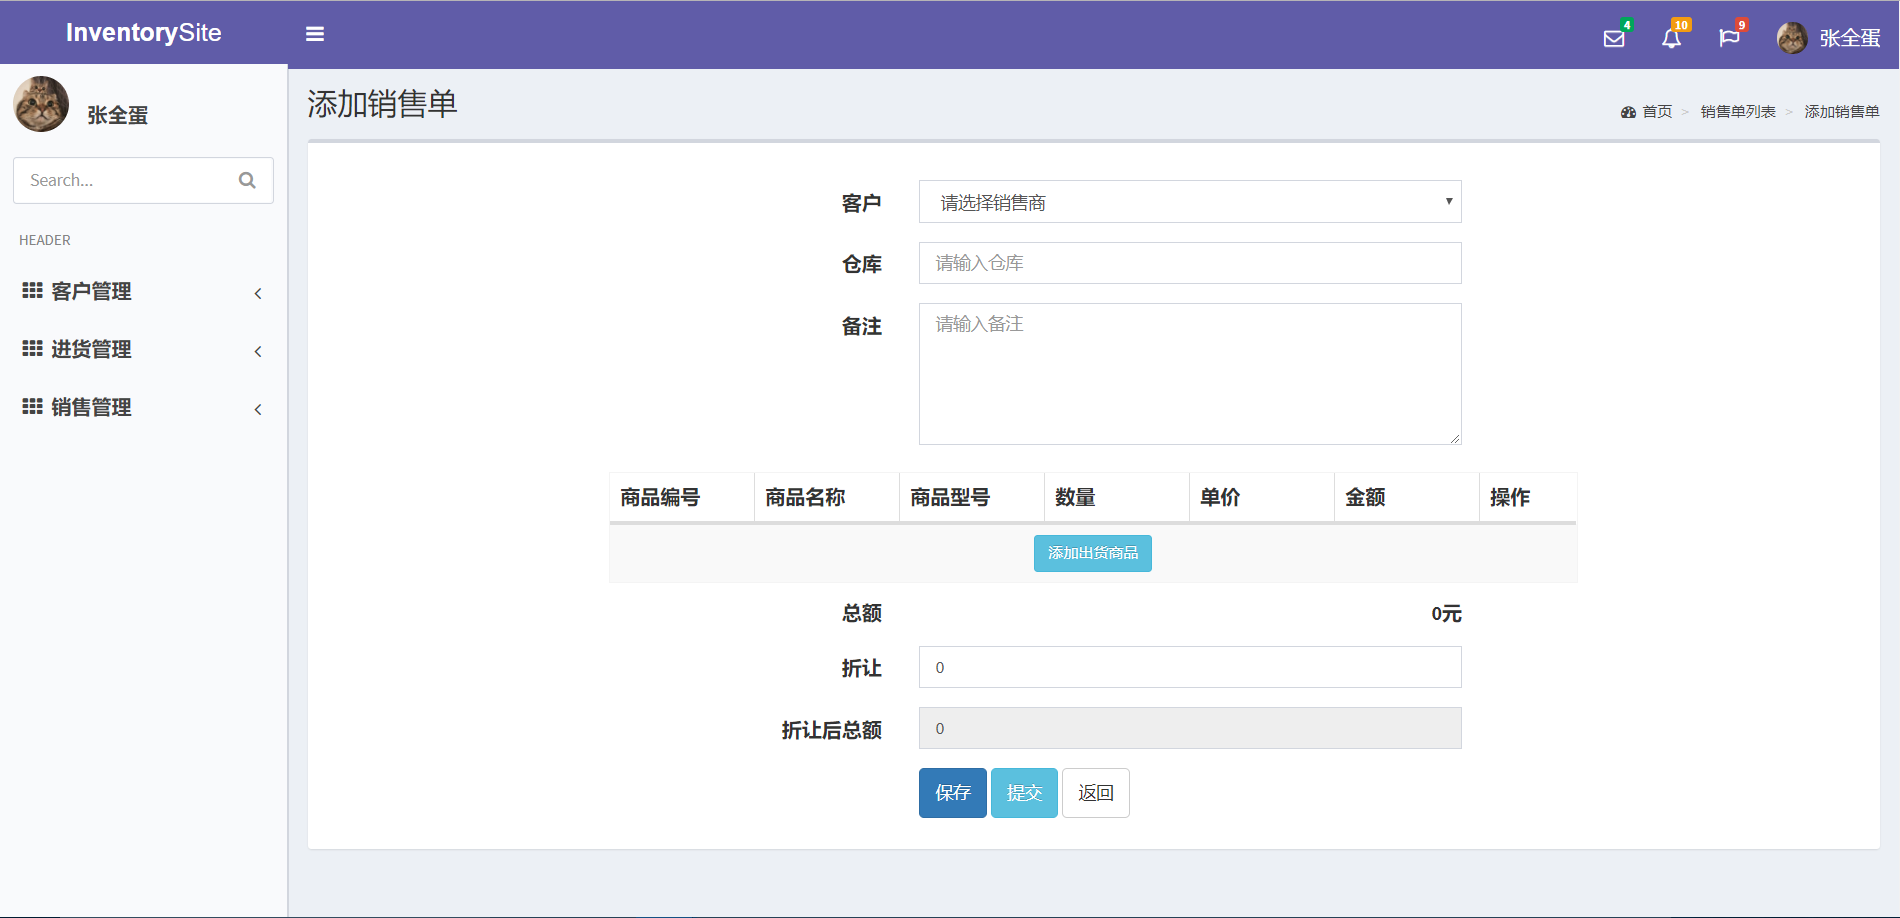 InventorySite
4
10
9
张全蛋
张全蛋
Search...
HEADER
客户管理
进货管理
销售管理
添加销售单
首页 > 销售单列表 > 添加销售单
客户 请选择销售商
仓库 请输入仓库
备注 请输入备注
商品编号 商品名称 商品型号 数量 单价 金额 操作
添加出货商品
总额 0元
折让 0
折让后总额 0
保存 提交 返回